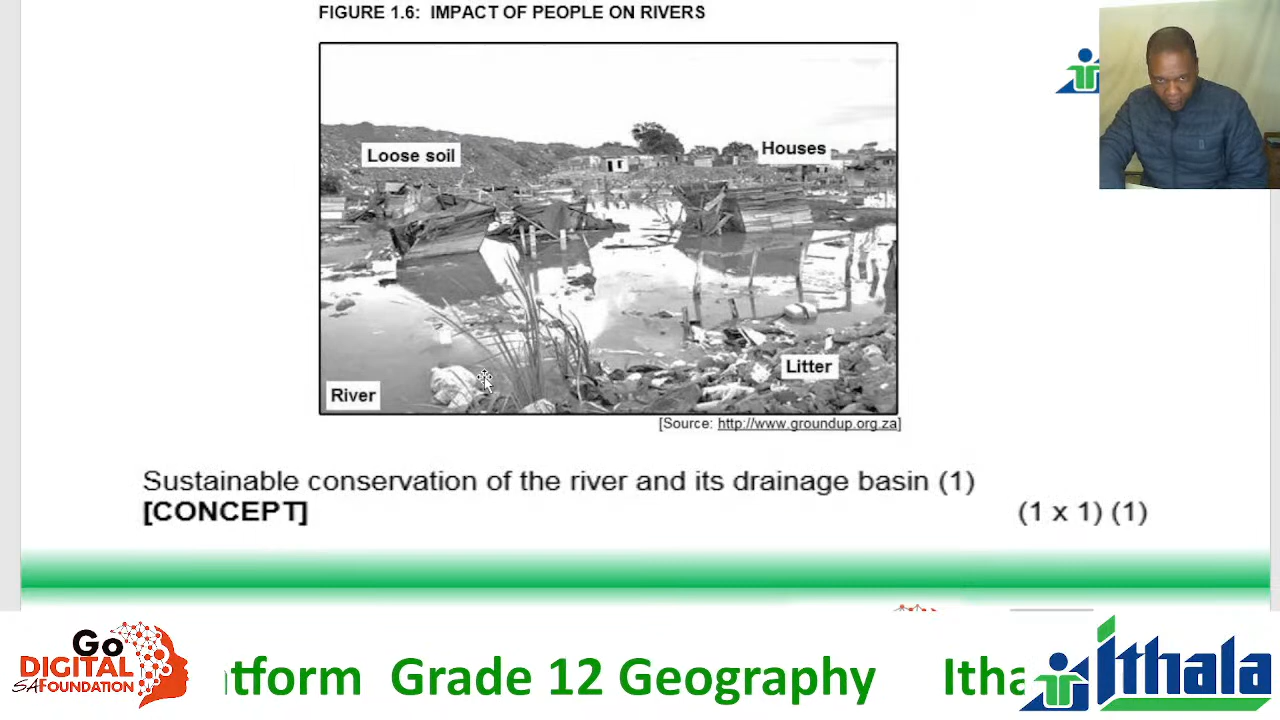 FIGURE 1.6: IMPACT OF PEOPLE ON RIVERS
Loose soil
Houses
Litter
River
[Source: http://www.groundup.org.za]
Sustainable conservation of the river and its drainage basin (1)
[CONCEPT] (1 x 1) (1)
Go
DIGITAL
SAFOUNDATION
tform Grade 12 Geography Itha
Ithala